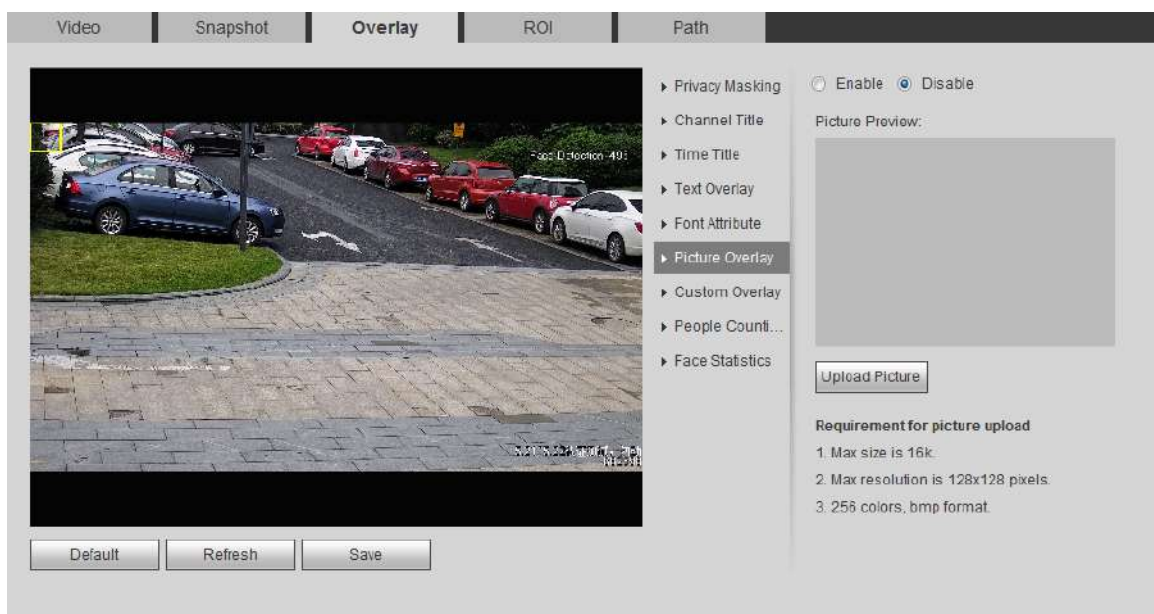 Video
Snapshot
Overlay
ROI
Path
Face Detection
Privacy Masking
Channel Title
Time Title
Text Overlay
Font Attribute
Picture Overlay
Custom Overlay
People Counti...
Face Statistics
Enable
Disable
Picture Preview:
Upload Picture
Requirement for picture upload
1. Max size is 16k.
2. Max resolution is 128x128 pixels.
3. 256 colors, bmp format.
Default
Refresh
Save